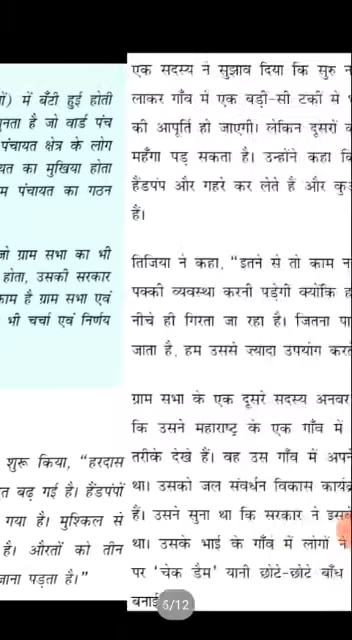 ों) में बँटी हुई होती
ुनता है जो वार्ड पंच
पंचायत क्षेत्र के लोग
यत का मुखिया होता
म पंचायत का गठन
जो ग्राम सभा का भी
होता, उसकी सरकार
काम है ग्राम सभा एवं
भी चर्चा एवं निर्णय
शुरू किया, “हरदास
त बढ़ गई है। हैंडपंपों
गया है। मुश्किल से
है। औरतों को तीन
जाना पड़ता है।”
एक सदस्य ने सुझाव दिया कि सुरु न
लाकर गाँव में एक बड़ी-सी टंकी से
की आपूर्ति हो जाएगी। लेकिन दूसरों क
महँगा पड़ सकता है। उन्होंने कहा कि
हैंडपंप और गहरे कर लेते हैं और कु
हैं।
तिजिया ने कहा, “इतने से तो काम न
पक्की व्यवस्था करनी पड़ेगी क्योंकि ह
नीचे ही गिरता जा रहा है। जितना पा
जाता है, हम उससे ज्यादा उपयोग करत
ग्राम सभा के एक दूसरे सदस्य अनवर
कि उसने महाराष्ट्र के एक गाँव में
तरीके देखे हैं। वह उस गाँव में अपन
था। उसको जल संवर्धन विकास कार्यक्र
हैं। उसने सुना था कि सरकार ने इसक
था। उसके भाई के गाँव में लोगों ने
पर ‘चेक डैम’ यानी छोटे-छोटे बाँध
बनाई
6/12